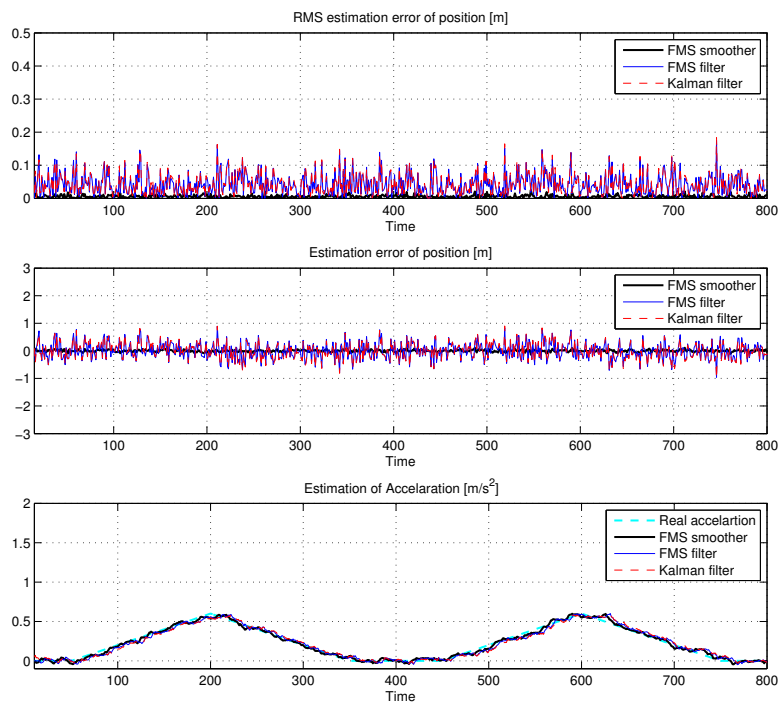 RMS estimation error of position [m]
0.5
0.4
0.3
0.2
0.1
0
FMS smoother
FMS filter
Kalman filter
100 200 300 400 500 600 700 800
Time
Estimation error of position [m]
3
2
1
0
−1
−2
−3
FMS smoother
FMS filter
Kalman filter
100 200 300 400 500 600 700 800
Time
Estimation of Accelaration [m/s²]
2
1.5
1
0.5
0
Real accelartion
FMS smoother
FMS filter
Kalman filter
100 200 300 400 500 600 700 800
Time